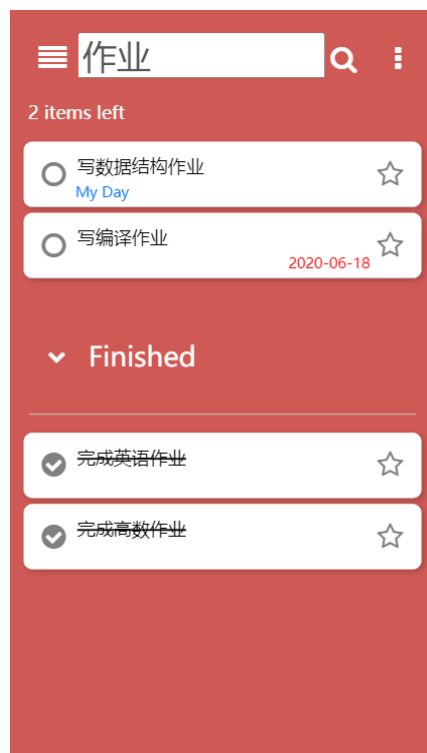 作业
2 items left
写数据结构作业
My Day
写编译作业
2020-06-18
Finished
完成英语作业
完成高数作业